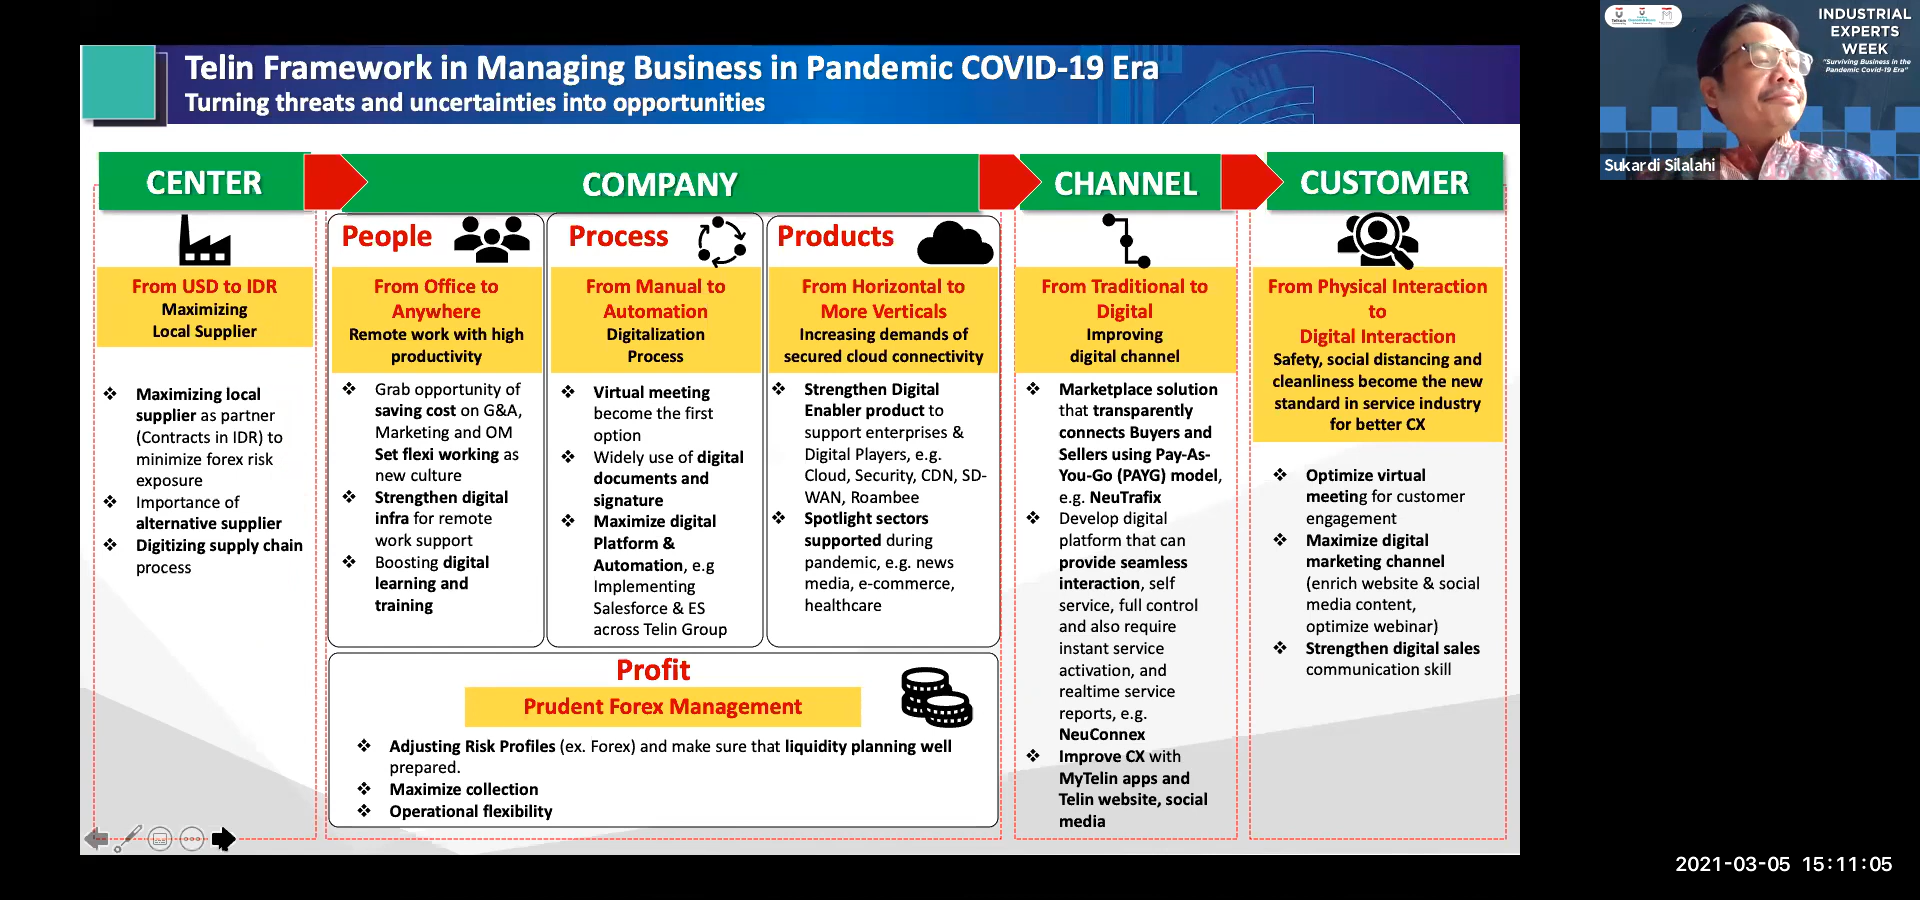 Telin Framework in Managing Business in Pandemic COVID-19 Era
Turning threats and uncertainties into opportunities
CENTER
COMPANY
CHANNEL
CUSTOMER
From USD to IDR
Maximizing
Local Supplier
❖ Maximizing local
supplier as partner
(Contracts in IDR) to
minimize forex risk
exposure
❖ Importance of
alternative supplier
❖ Digitizing supply chain
process
People
From Office to
Anywhere
Remote work with high
productivity
❖ Grab opportunity of
saving cost on G&A,
Marketing and OM
Set flexi working as
new culture
❖ Strengthen digital
infra for remote
work support
❖ Boosting digital
learning and
training
Process
From Manual to
Automation
Digitalization
Process
❖ Virtual meeting
become the first
option
❖ Widely use of digital
documents and
signature
❖ Maximize digital
Platform &
Automation, e.g
Implementing
Salesforce & ES
across Telin Group
Products
From Horizontal to
More Verticals
Increasing demands of
secured cloud connectivity
❖ Strengthen Digital
Enabler product to
support enterprises &
Digital Players, e.g.
Cloud, Security, CDN, SD-
WAN, Roambee
❖ Spotlight sectors
supported during
pandemic, e.g. news
media, e-commerce,
healthcare
Profit
Prudent Forex Management
❖ Adjusting Risk Profiles (ex. Forex) and make sure that liquidity planning well
prepared.
❖ Maximize collection
❖ Operational flexibility
From Traditional to
Digital
Improving
digital channel
❖ Marketplace solution
that transparently
connects Buyers and
Sellers using Pay-As-
You-Go (PAYG) model,
e.g. NeuTrafix
❖ Develop digital
platform that can
provide seamless
interaction, self
service, full control
and also require
instant service
activation, and
realtime service
reports, e.g.
NeuConnex
❖ Improve CX with
MyTelin apps and
Telin website, social
media
From Physical Interaction
to
Digital Interaction
Safety, social distancing and
cleanliness become the new
standard in service industry
for better CX
❖ Optimize virtual
meeting for customer
engagement
❖ Maximize digital
marketing channel
(enrich website & social
media content,
optimize webinar)
❖ Strengthen digital sales
communication skill
INDUSTRIAL
EXPERTS
WEEK
"Surviving Business in the
Pandemic Covid-19 Era"
Sukardi Silalahi
2021-03-05 15:11:05